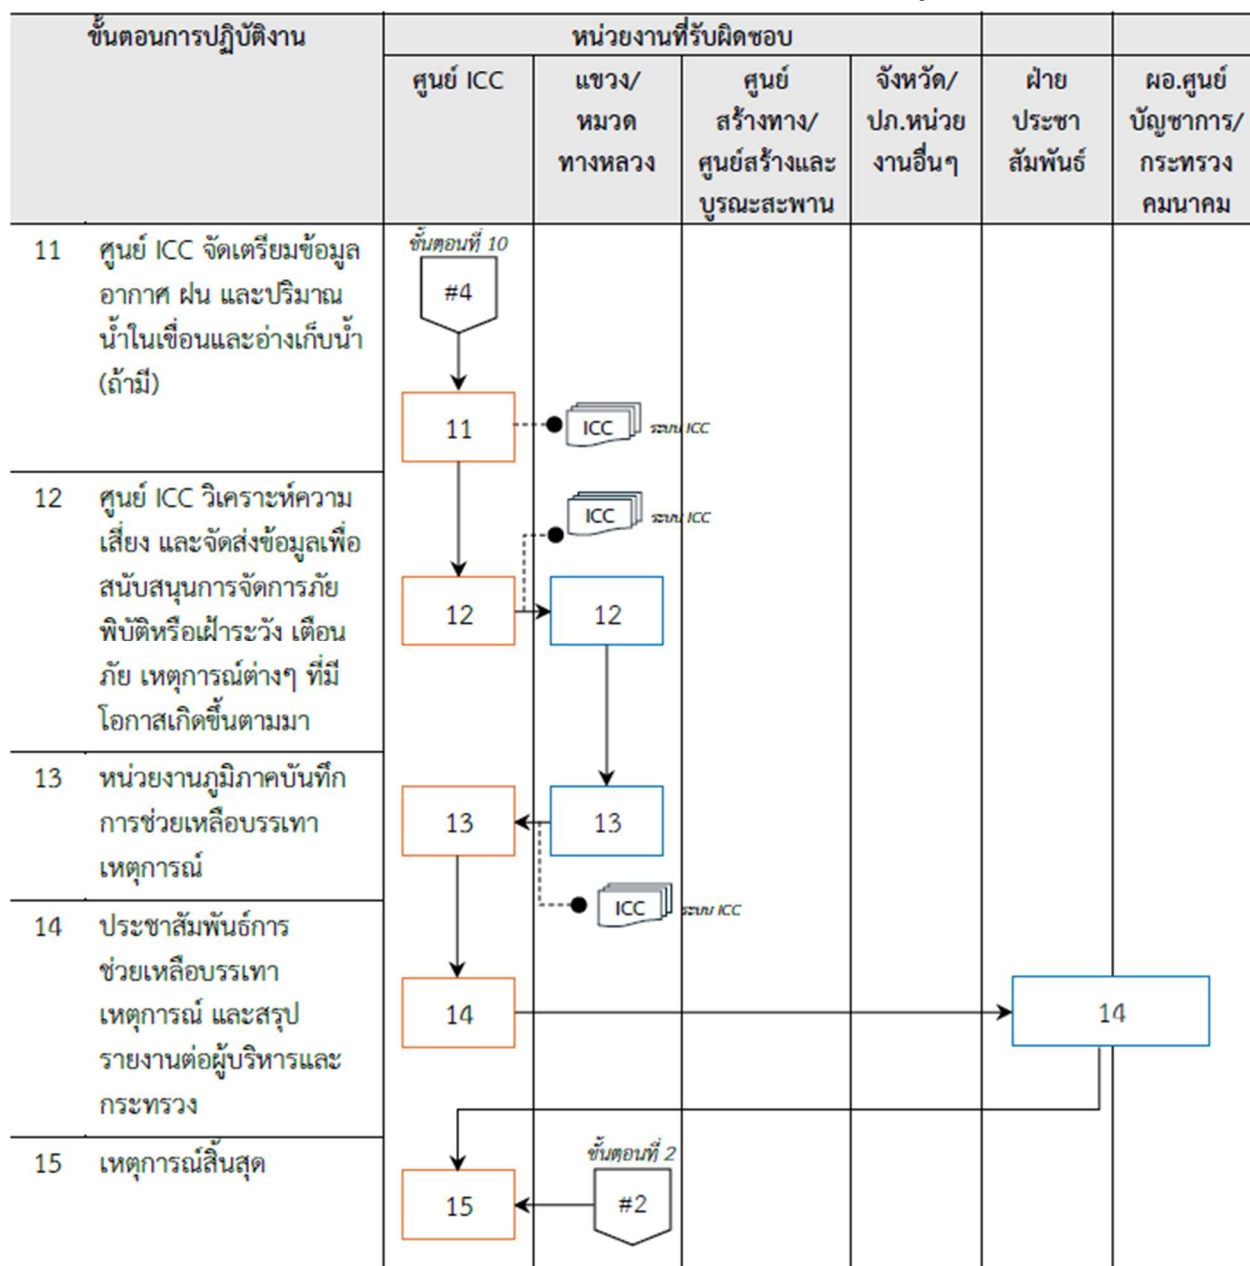 ขั้นตอนการปฏิบัติงาน
หน่วยงานที่รับผิดชอบ
ศูนย์ ICC
แขวง/
หมวด
ทางหลวง
ศูนย์
สร้างทาง/
ศูนย์สร้างและ
บูรณะสะพาน
จังหวัด/
ปภ.หน่วย
งานอื่นๆ
ฝ่าย
ประชา
สัมพันธ์
ผอ.ศูนย์
บัญชาการ/
กระทรวง
คมนาคม
11 ศูนย์ ICC จัดเตรียมข้อมูล
อากาศ ฝน และปริมาณ
น้ำในเขื่อนและอ่างเก็บน้ำ
(ถ้ามี)
ขั้นตอนที่ 10
#4
11
ICC ระบบ ICC
12 ศูนย์ ICC วิเคราะห์ความ
เสี่ยง และจัดส่งข้อมูลเพื่อ
สนับสนุนการจัดการภัย
พิบัติหรือเฝ้าระวัง เตือน
ภัย เหตุการณ์ต่างๆ ที่มี
โอกาสเกิดขึ้นตามมา
ICC ระบบ ICC
12
12
13 หน่วยงานภูมิภาคบันทึก
การช่วยเหลือบรรเทา
เหตุการณ์
13
13
ICC ระบบ ICC
14 ประชาสัมพันธ์การ
ช่วยเหลือบรรเทา
เหตุการณ์ และสรุป
รายงานต่อผู้บริหารและ
กระทรวง
14
14
15 เหตุการณ์สิ้นสุด
ขั้นตอนที่ 2
15
#2